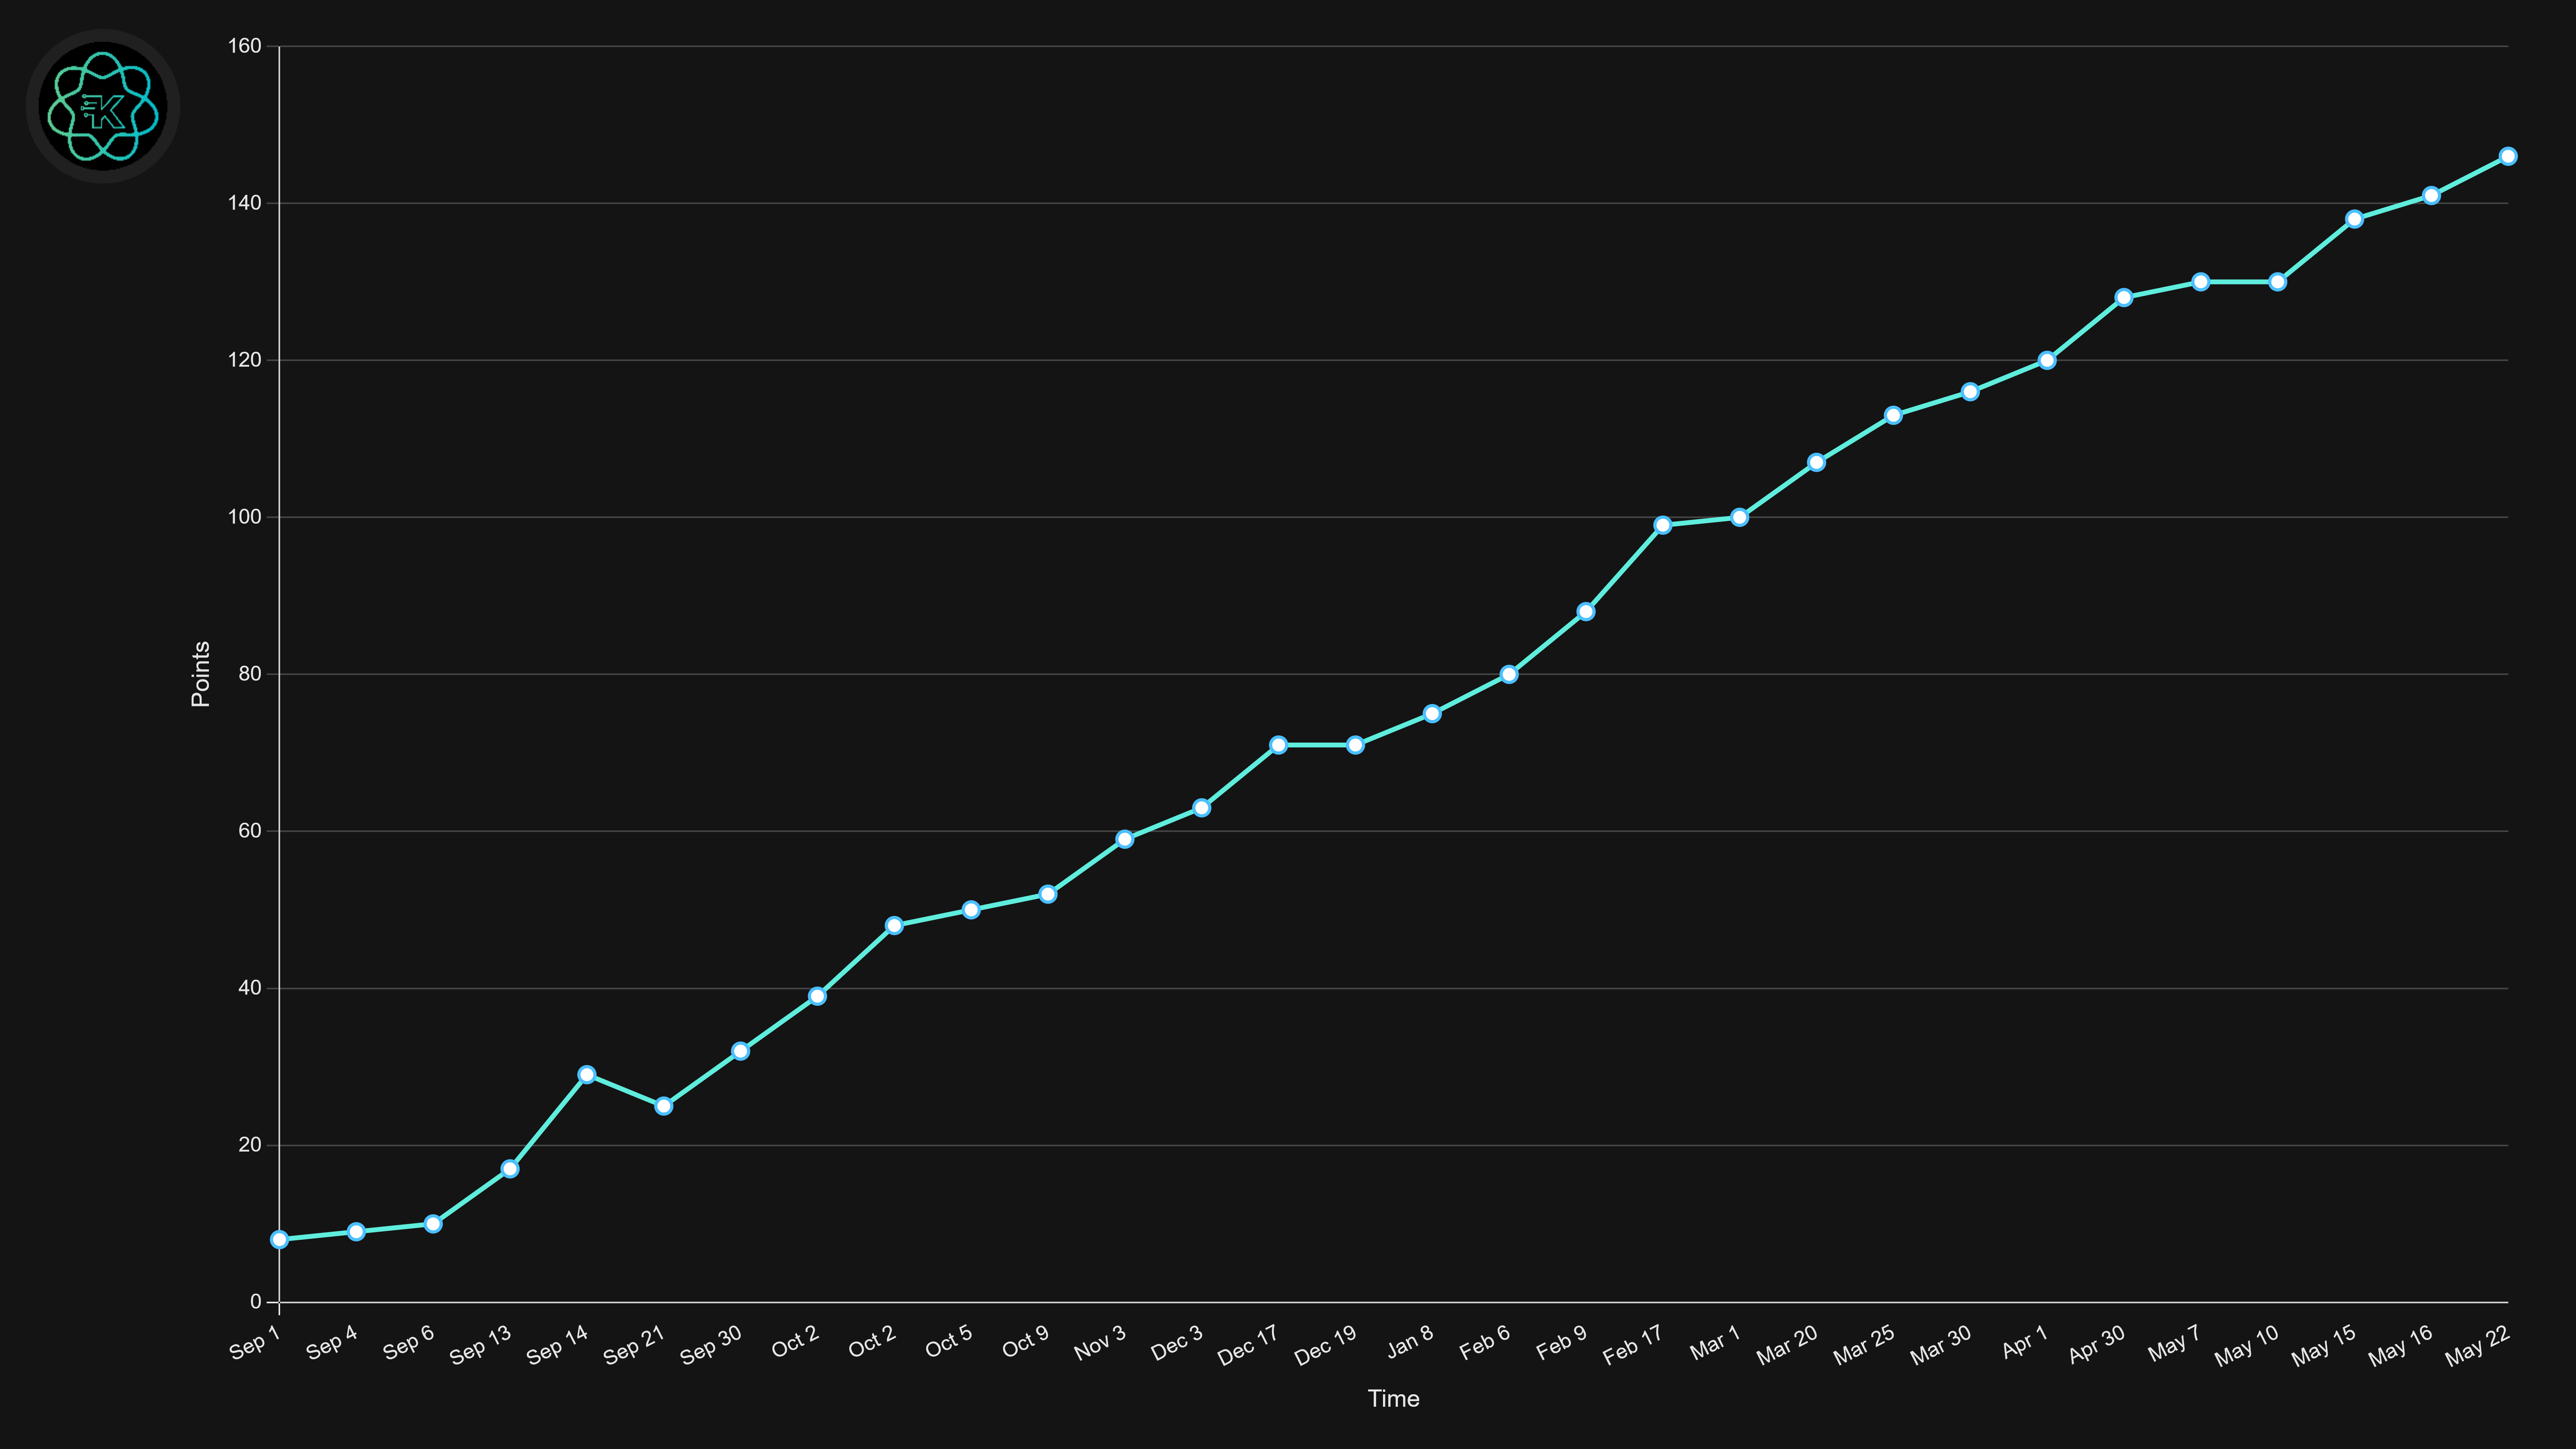 K
160
140
120
100
80
60
40
20
0
Points
Sep 1
Sep 4
Sep 6
Sep 13
Sep 14
Sep 21
Sep 30
Oct 2
Oct 2
Oct 5
Oct 9
Nov 3
Dec 3
Dec 17
Dec 19
Jan 8
Feb 6
Feb 9
Feb 17
Mar 1
Mar 20
Mar 25
Mar 30
Apr 1
Apr 30
May 7
May 10
May 15
May 16
May 22
Time